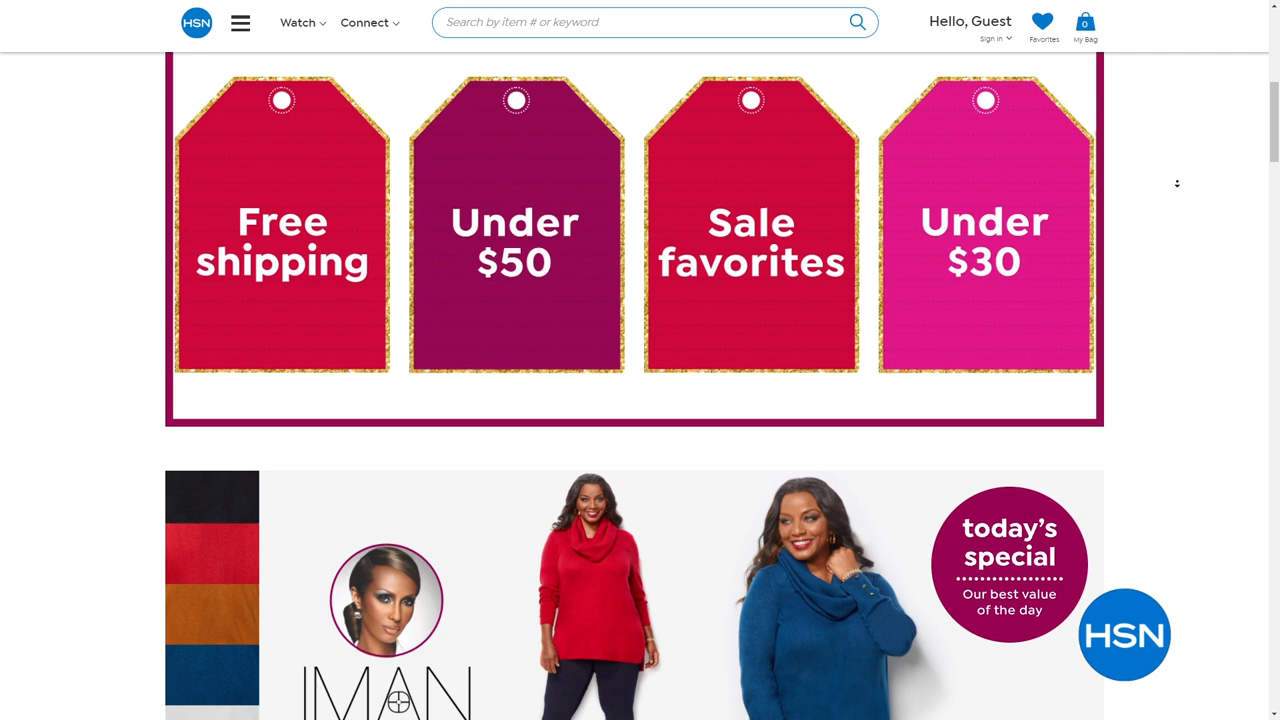 HSN
Watch
Connect
Search by item # or keyword
Hello, Guest
Sign In
Favorites
0
My Bag
Free
shipping
Under
$50
Sale
favorites
Under
$30
today's
special
Our best value
of the day
IMAN
HSN